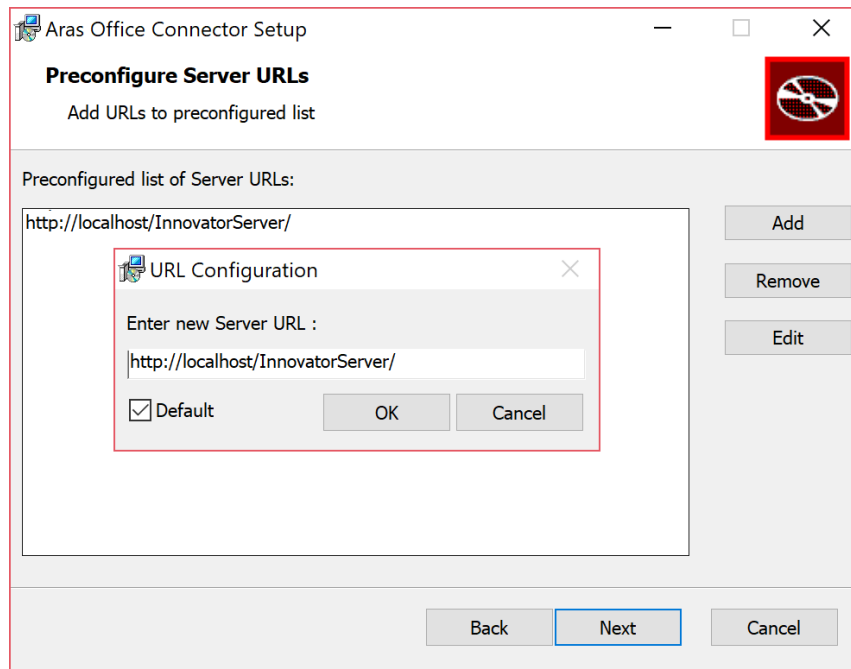 Aras Office Connector Setup
Preconfigure Server URLs
Add URLs to preconfigured list
Preconfigured list of Server URLs:
http://localhost/InnovatorServer/
Add
Remove
Edit
URL Configuration
Enter new Server URL :
http://localhost/InnovatorServer/
Default
OK
Cancel
Back
Next
Cancel